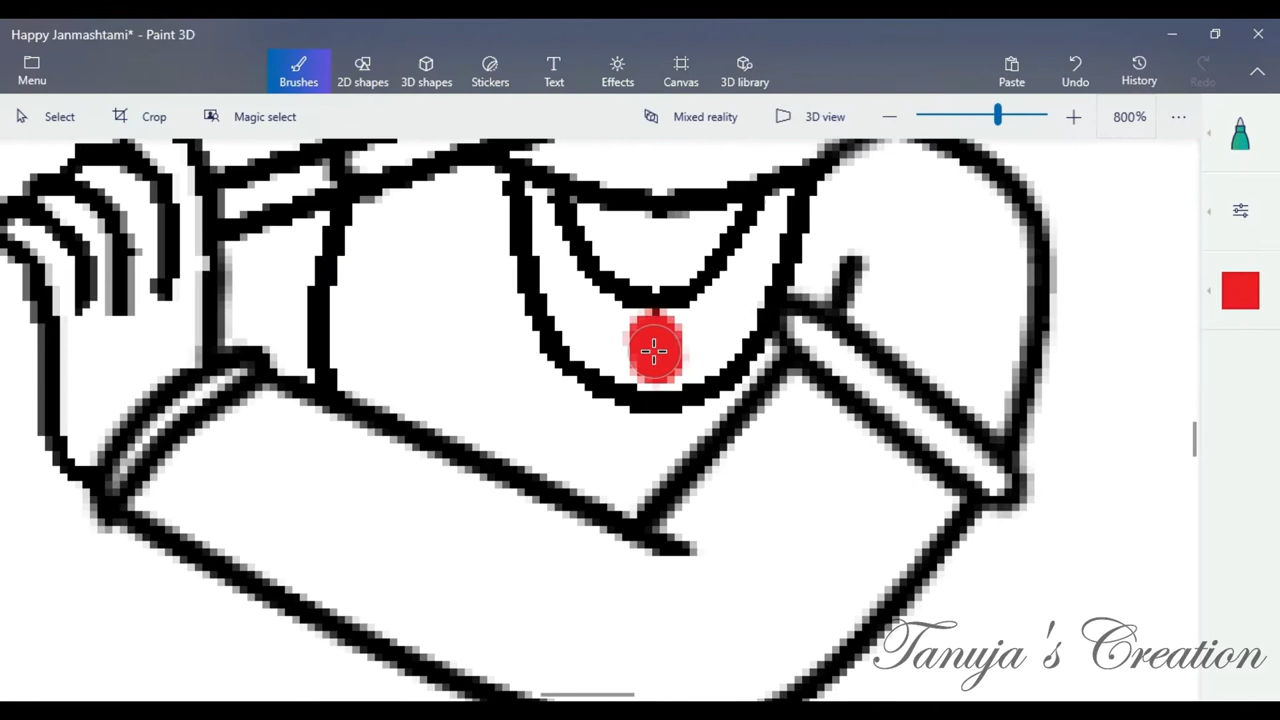 Happy Janmashtami* - Paint 3D
Menu
Brushes
2D shapes
3D shapes
Stickers
Text
Effects
Canvas
3D library
Paste
Undo
History
Redo
Select
Crop
Magic select
Mixed reality
3D view
800%
Tanuja's Creation